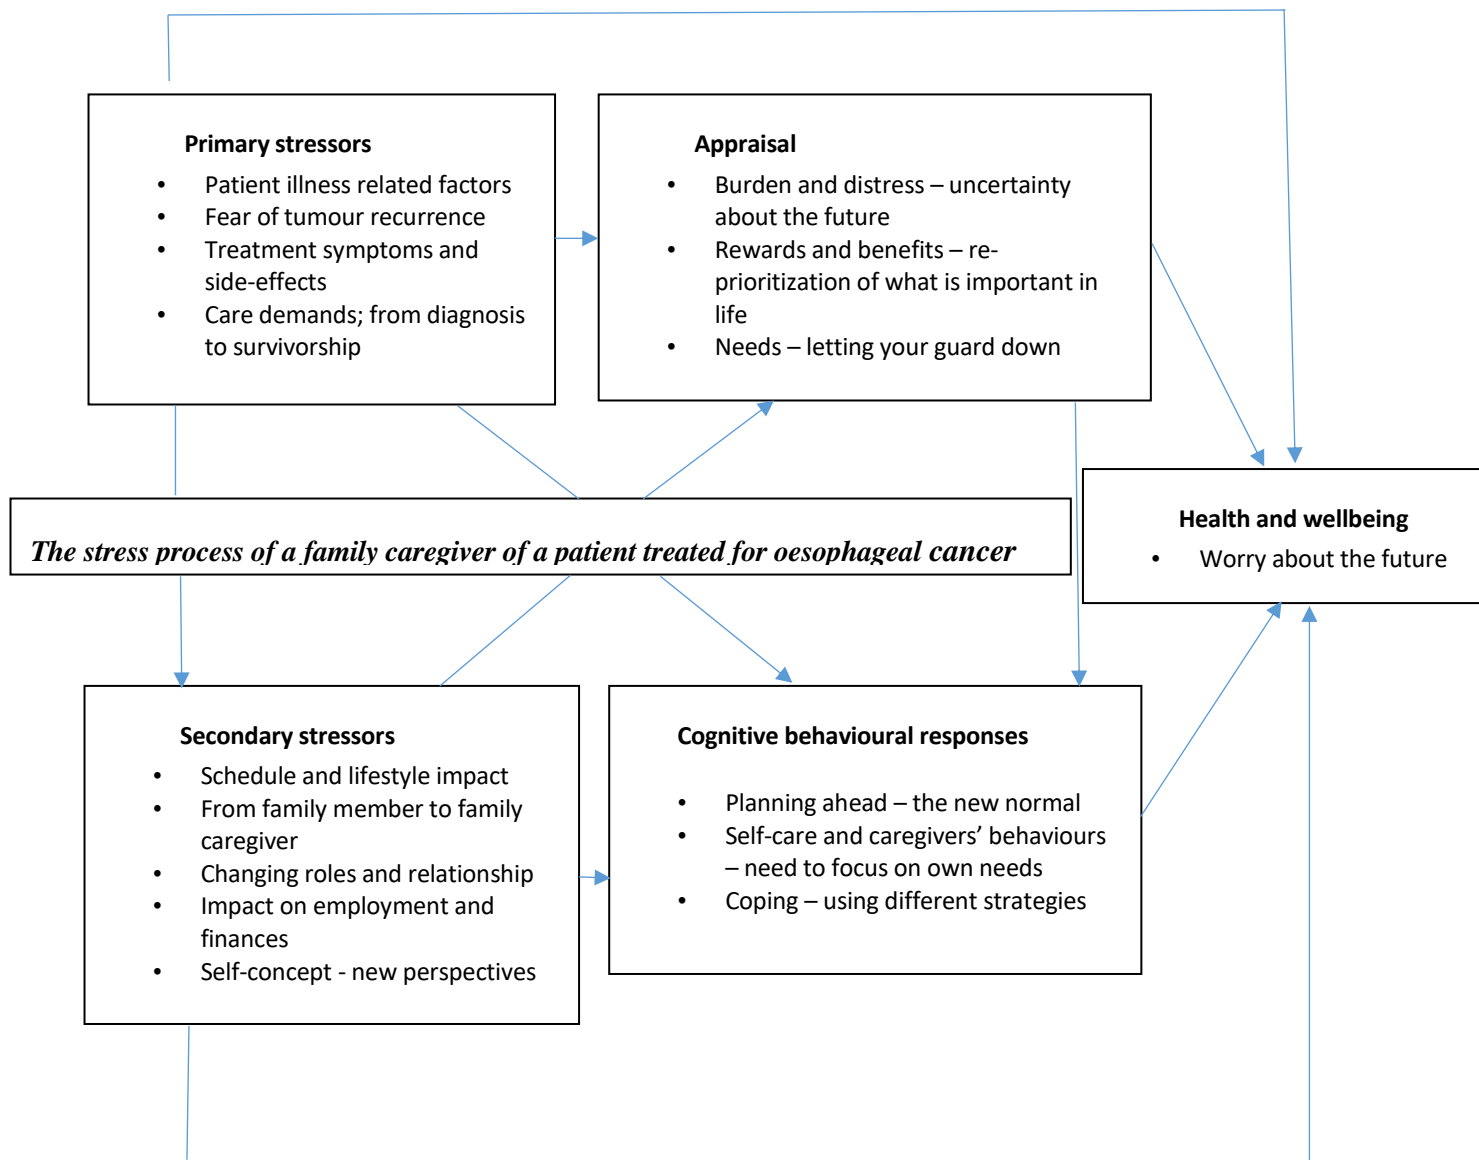 Primary stressors
• Patient illness related factors
• Fear of tumour recurrence
• Treatment symptoms and
side-effects
• Care demands; from diagnosis
to survivorship
Appraisal
• Burden and distress – uncertainty
about the future
• Rewards and benefits – re-
prioritization of what is important in
life
• Needs – letting your guard down
The stress process of a family caregiver of a patient treated for oesophageal cancer
Health and wellbeing
• Worry about the future
Secondary stressors
• Schedule and lifestyle impact
• From family member to family
caregiver
• Changing roles and relationship
• Impact on employment and
finances
• Self-concept - new perspectives
Cognitive behavioural responses
• Planning ahead – the new normal
• Self-care and caregivers’ behaviours
– need to focus on own needs
• Coping – using different strategies